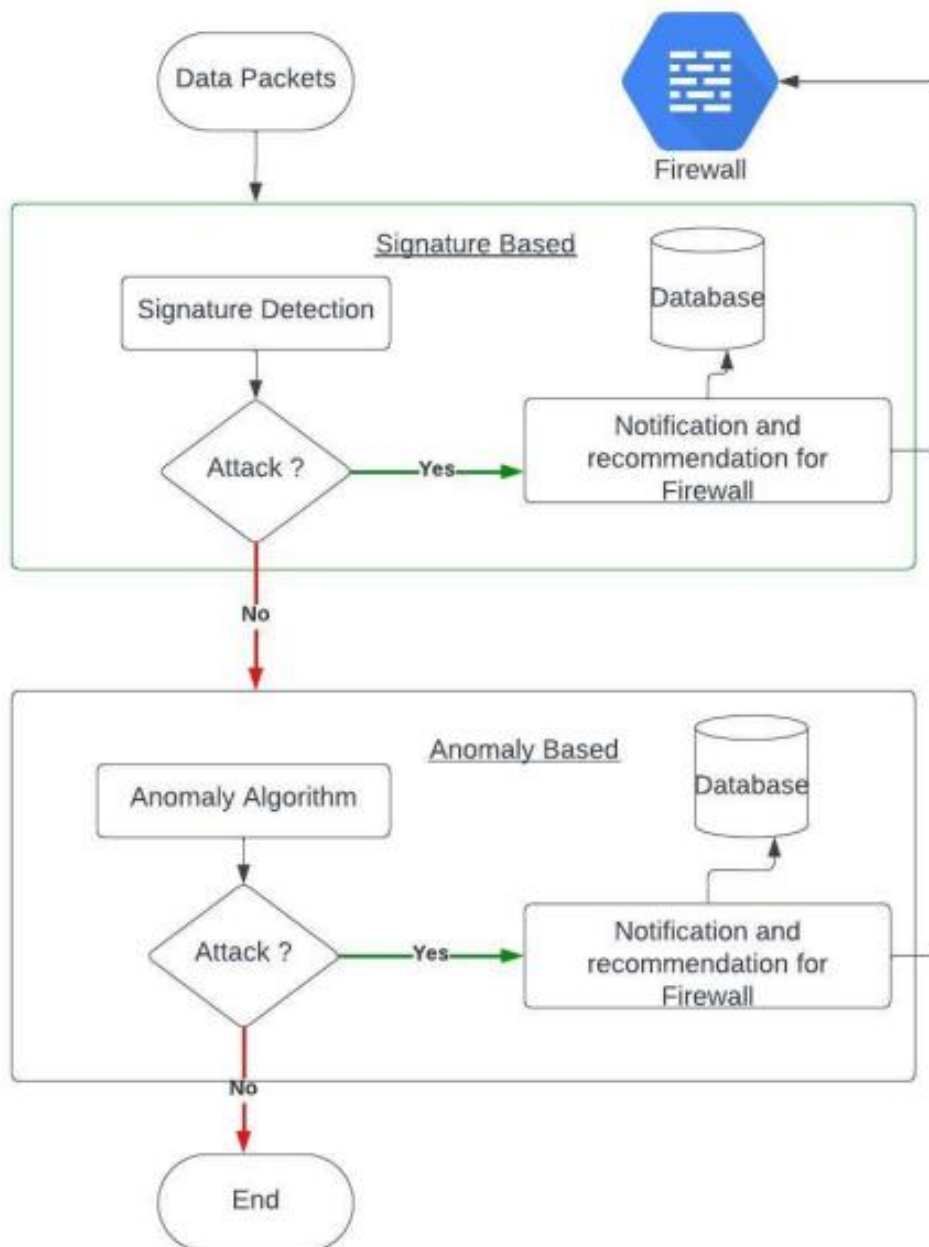 Data Packets
Firewall
Signature Based
Database
Signature Detection
Attack ?
Yes
Notification and
recommendation for
Firewall
No
Anomaly Based
Database
Anomaly Algorithm
Attack ?
Yes
Notification and
recommendation for
Firewall
No
End